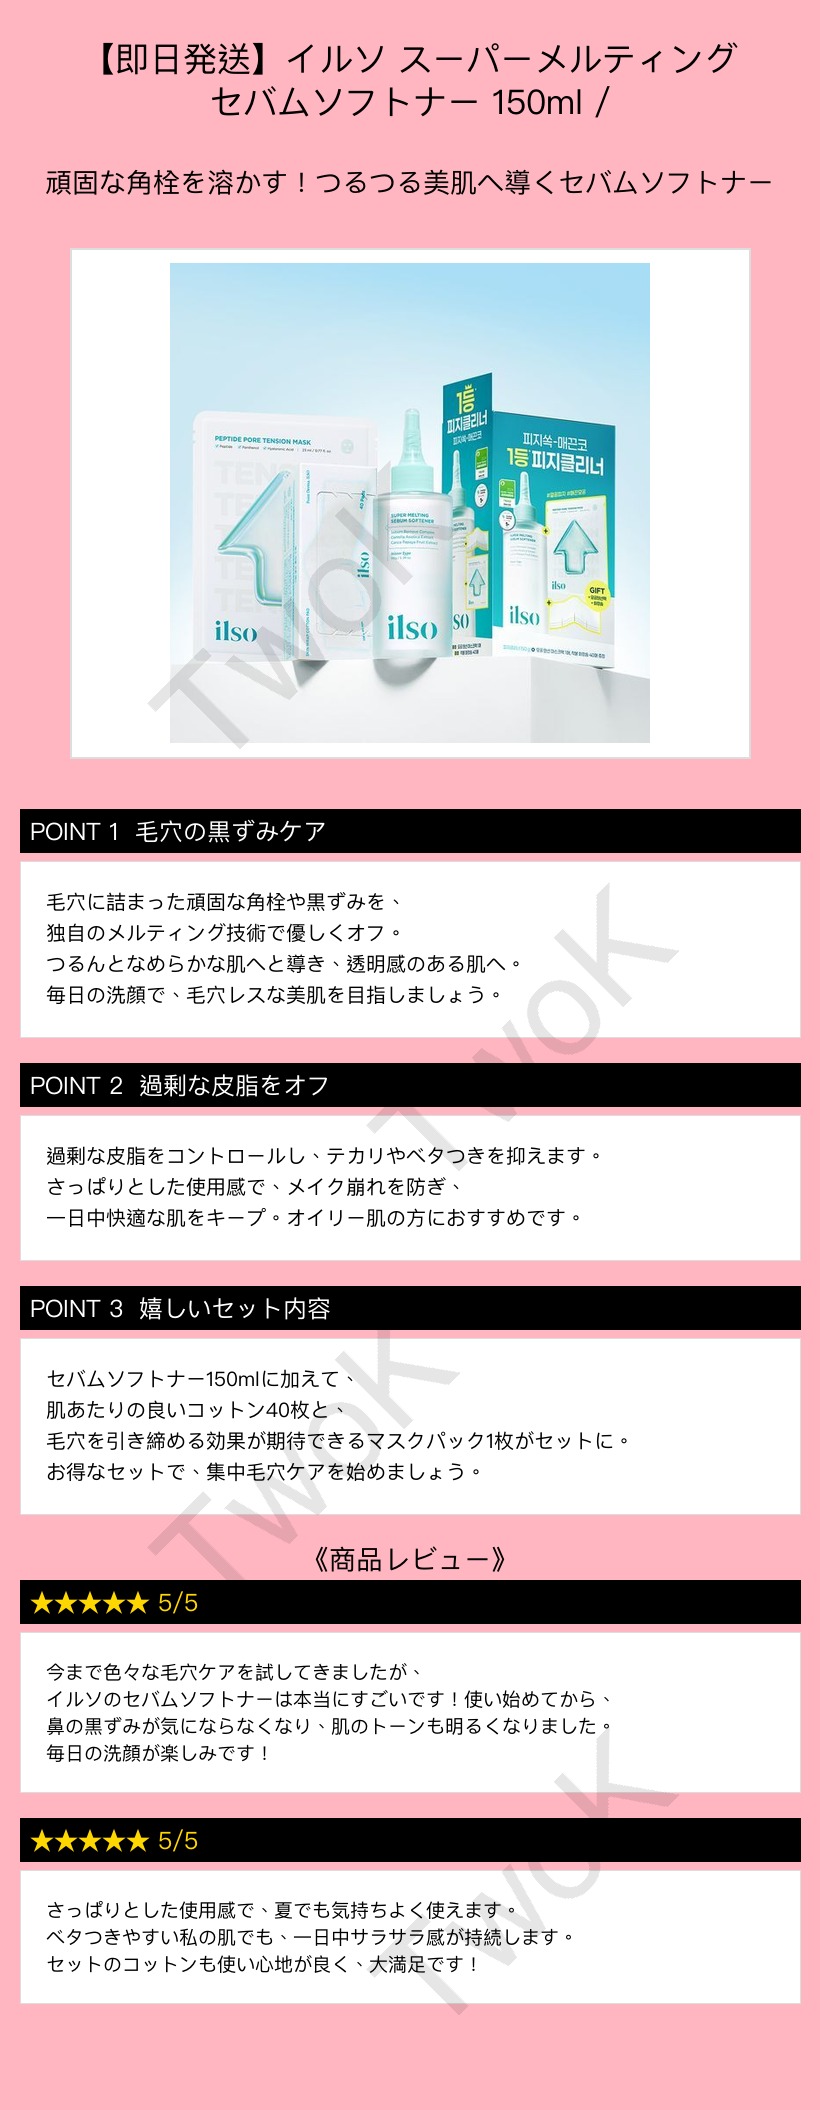 【即日発送】イルソ スーパーメルティング
セバムソフトナー 150ml /
頑固な角栓を溶かす！つるつる美肌へ導くセバムソフトナー
PEPTIDE PORE TENSION MASK
ilso
40 Pads
ilso
SUPER MELTING
SEBUM SOFTENER
ilso
1등
피지클리너
피지쏙-매끈코
피지쏙-매끈코
1등 피지클리너
GIFT
ilso
ilso
TwoK
POINT 1 毛穴の黒ずみケア
毛穴に詰まった頑固な角栓や黒ずみを、
独自のメルティング技術で優しくオフ。
つるんとなめらかな肌へと導き、透明感のある肌へ。
毎日の洗顔で、毛穴レスな美肌を目指しましょう。
TwoK
POINT 2 過剰な皮脂をオフ
過剰な皮脂をコントロールし、テカリやベタつきを抑えます。
さっぱりとした使用感で、メイク崩れを防ぎ、
一日中快適な肌をキープ。オイリー肌の方におすすめです。
POINT 3 嬉しいセット内容
セバムソフトナー150mlに加えて、
肌あたりの良いコットン40枚と、
毛穴を引き締める効果が期待できるマスクパック1枚がセットに。
お得なセットで、集中毛穴ケアを始めましょう。
TwoK
《商品レビュー》
★★★★★ 5/5
今まで色々な毛穴ケアを試してきましたが、
イルソのセバムソフトナーは本当にすごいです！使い始めてから、
鼻の黒ずみが気にならなくなり、肌のトーンも明るくなりました。
毎日の洗顔が楽しみです！
★★★★★ 5/5
さっぱりとした使用感で、夏でも気持ちよく使えます。
ベタつきやすい私の肌でも、一日中サラサラ感が持続します。
セットのコットンも使い心地が良く、大満足です！
TwoK